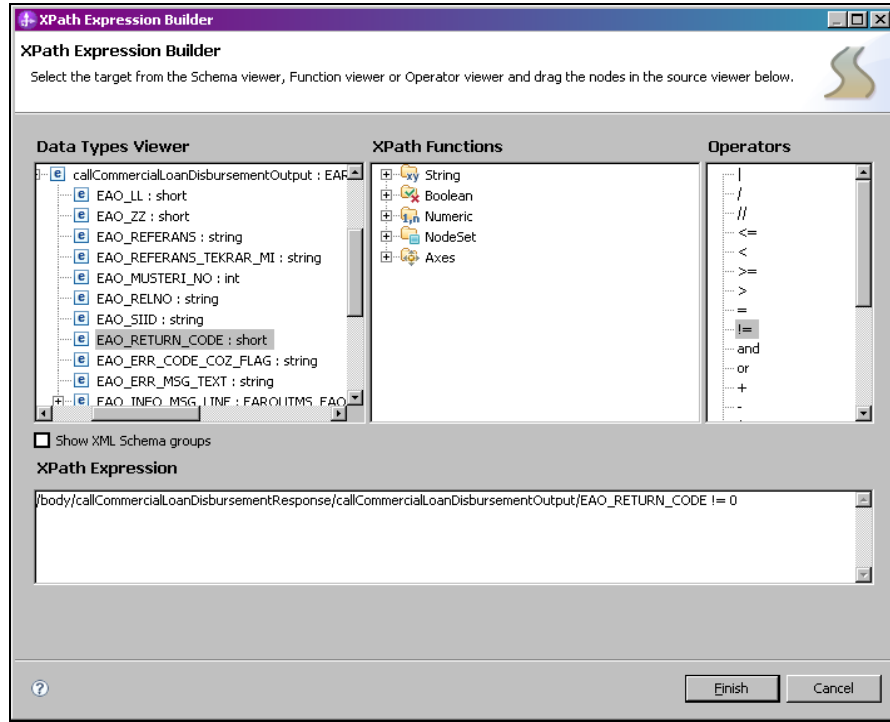 XPath Expression Builder
XPath Expression Builder
Select the target from the Schema viewer, Function viewer or Operator viewer and drag the nodes in the source viewer below.
Data Types Viewer
callCommercialLoanDisbursementOutput : EAR
EAO_LL : short
EAO_ZZ : short
EAO_REFERANS : string
EAO_REFERANS_TEKRAR_MI : string
EAO_MUSTERI_NO : int
EAO_RELNO : string
EAO_SIID : string
EAO_RETURN_CODE : short
EAO_ERR_CODE_COZ_FLAG : string
EAO_ERR_MSG_TEXT : string
EAO_INFO_MSG_LINE : EAROUTMS_EAO
XPath Functions
String
Boolean
Numeric
NodeSet
Axes
Operators
|
/
//
<=
<
>=
>
=
!=
and
or
+
-
Show XML Schema groups
XPath Expression
/body/callCommercialLoanDisbursementResponse/callCommercialLoanDisbursementOutput/EAO_RETURN_CODE != 0
Finish
Cancel